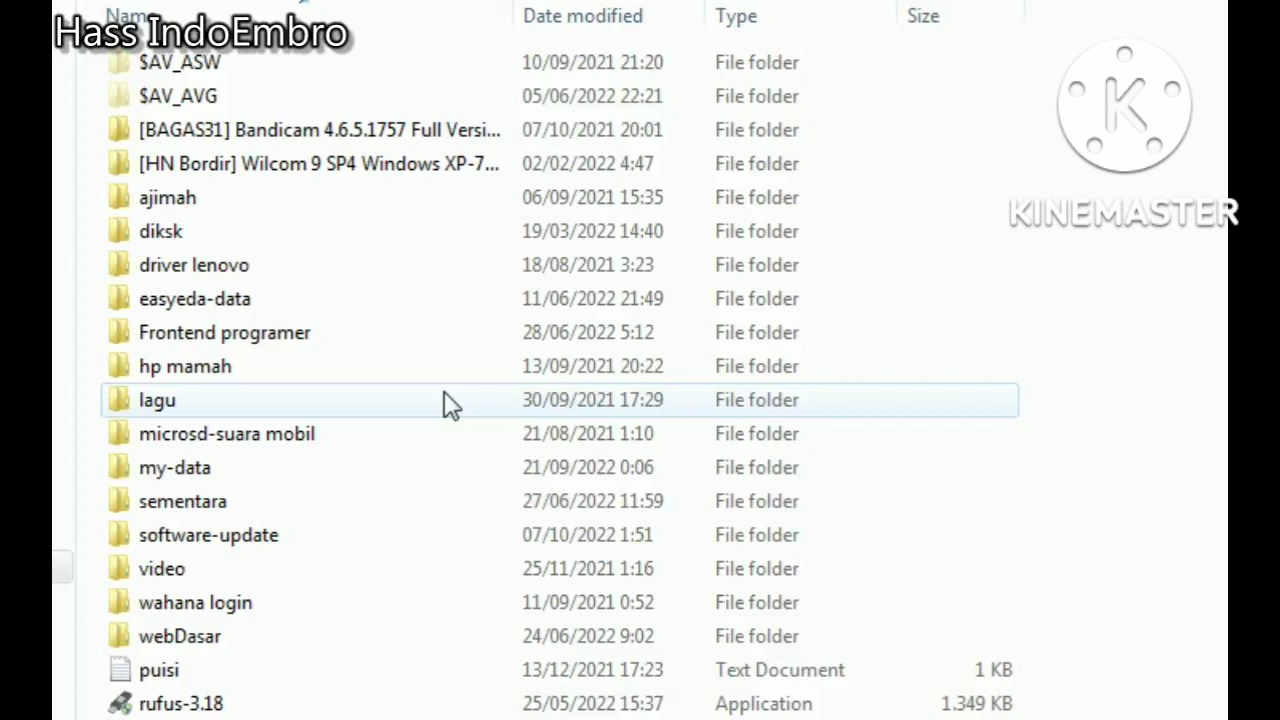 Name Date modified Type Size
Hass IndoEmbro
$AV_ASW 10/09/2021 21:20 File folder
$AV_AVG 05/06/2022 22:21 File folder
[BAGAS31] Bandicam 4.6.5.1757 Full Versi... 07/10/2021 20:01 File folder
[HN Bordir] Wilcom 9 SP4 Windows XP-7... 02/02/2022 4:47 File folder
ajimah 06/09/2021 15:35 File folder
diksk 19/03/2022 14:40 File folder
KINEMASTER
driver lenovo 18/08/2021 3:23 File folder
easyeda-data 11/06/2022 21:49 File folder
Frontend programer 28/06/2022 5:12 File folder
hp mamah 13/09/2021 20:22 File folder
lagu 30/09/2021 17:29 File folder
microsd-suara mobil 21/08/2021 1:10 File folder
my-data 21/09/2022 0:06 File folder
sementara 27/06/2022 11:59 File folder
software-update 07/10/2022 1:51 File folder
video 25/11/2021 1:16 File folder
wahana login 11/09/2021 0:52 File folder
webDasar 24/06/2022 9:02 File folder
puisi 13/12/2021 17:23 Text Document 1 KB
rufus-3.18 25/05/2022 15:37 Application 1.349 KB